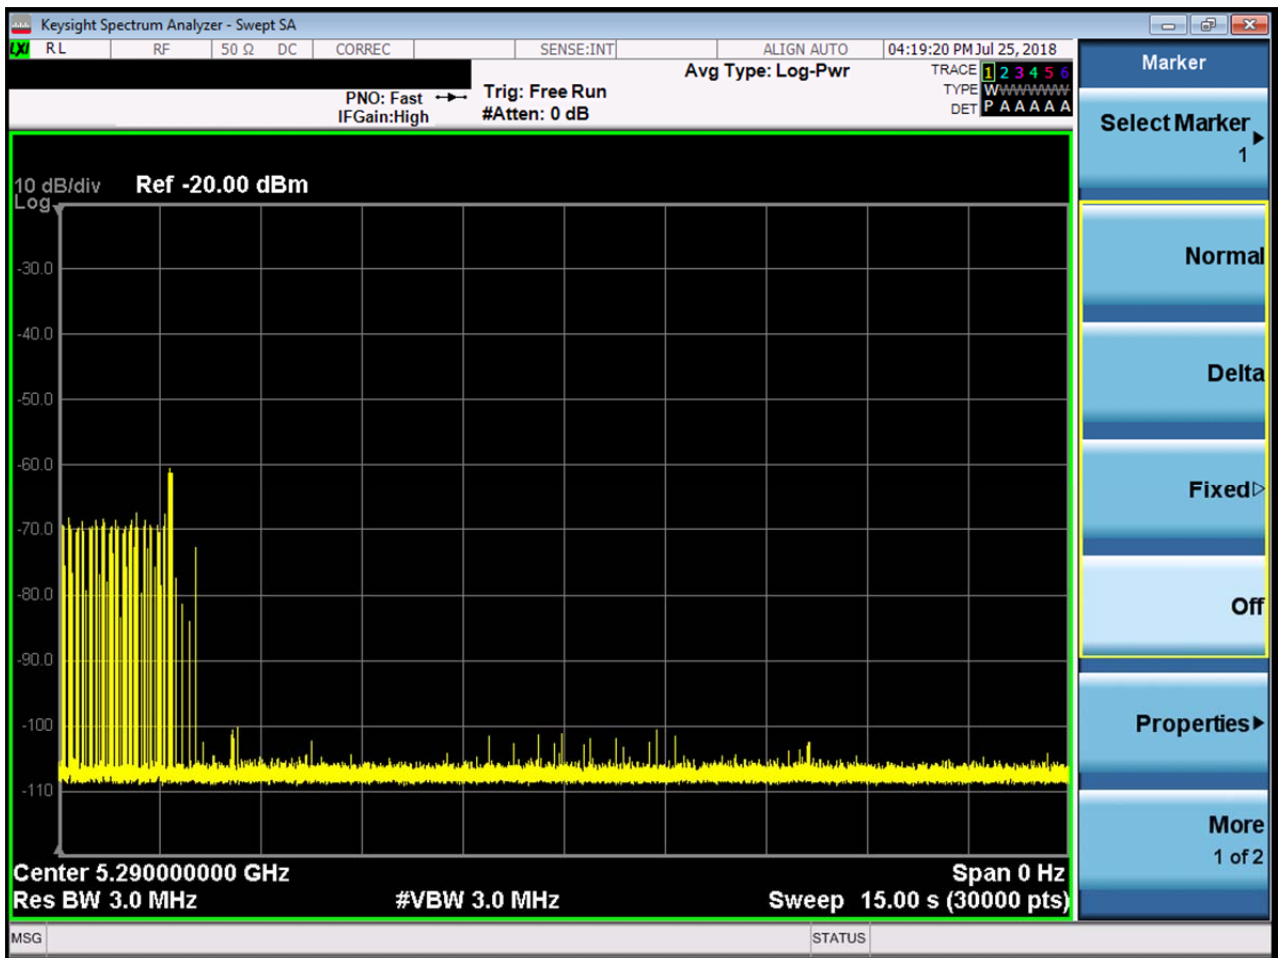 Keysight Spectrum Analyzer - Swept SA
LXI RL RF 50 Ω DC CORREC SENSE:INT ALIGN AUTO 04:19:20 PM Jul 25, 2018
Avg Type: Log-Pwr
TRACE 1 2 3 4 5 6
TYPE WWWWWW
DET P A A A A A
PNO: Fast
IFGain:High
Trig: Free Run
#Atten: 0 dB
10 dB/div Ref -20.00 dBm
Log
-30.0
-40.0
-50.0
-60.0
-70.0
-80.0
-90.0
-100
-110
Center 5.290000000 GHz Span 0 Hz
Res BW 3.0 MHz #VBW 3.0 MHz Sweep 15.00 s (30000 pts)
MSG STATUS
Marker
Select Marker
1
Normal
Delta
Fixed
Off
Properties
More
1 of 2